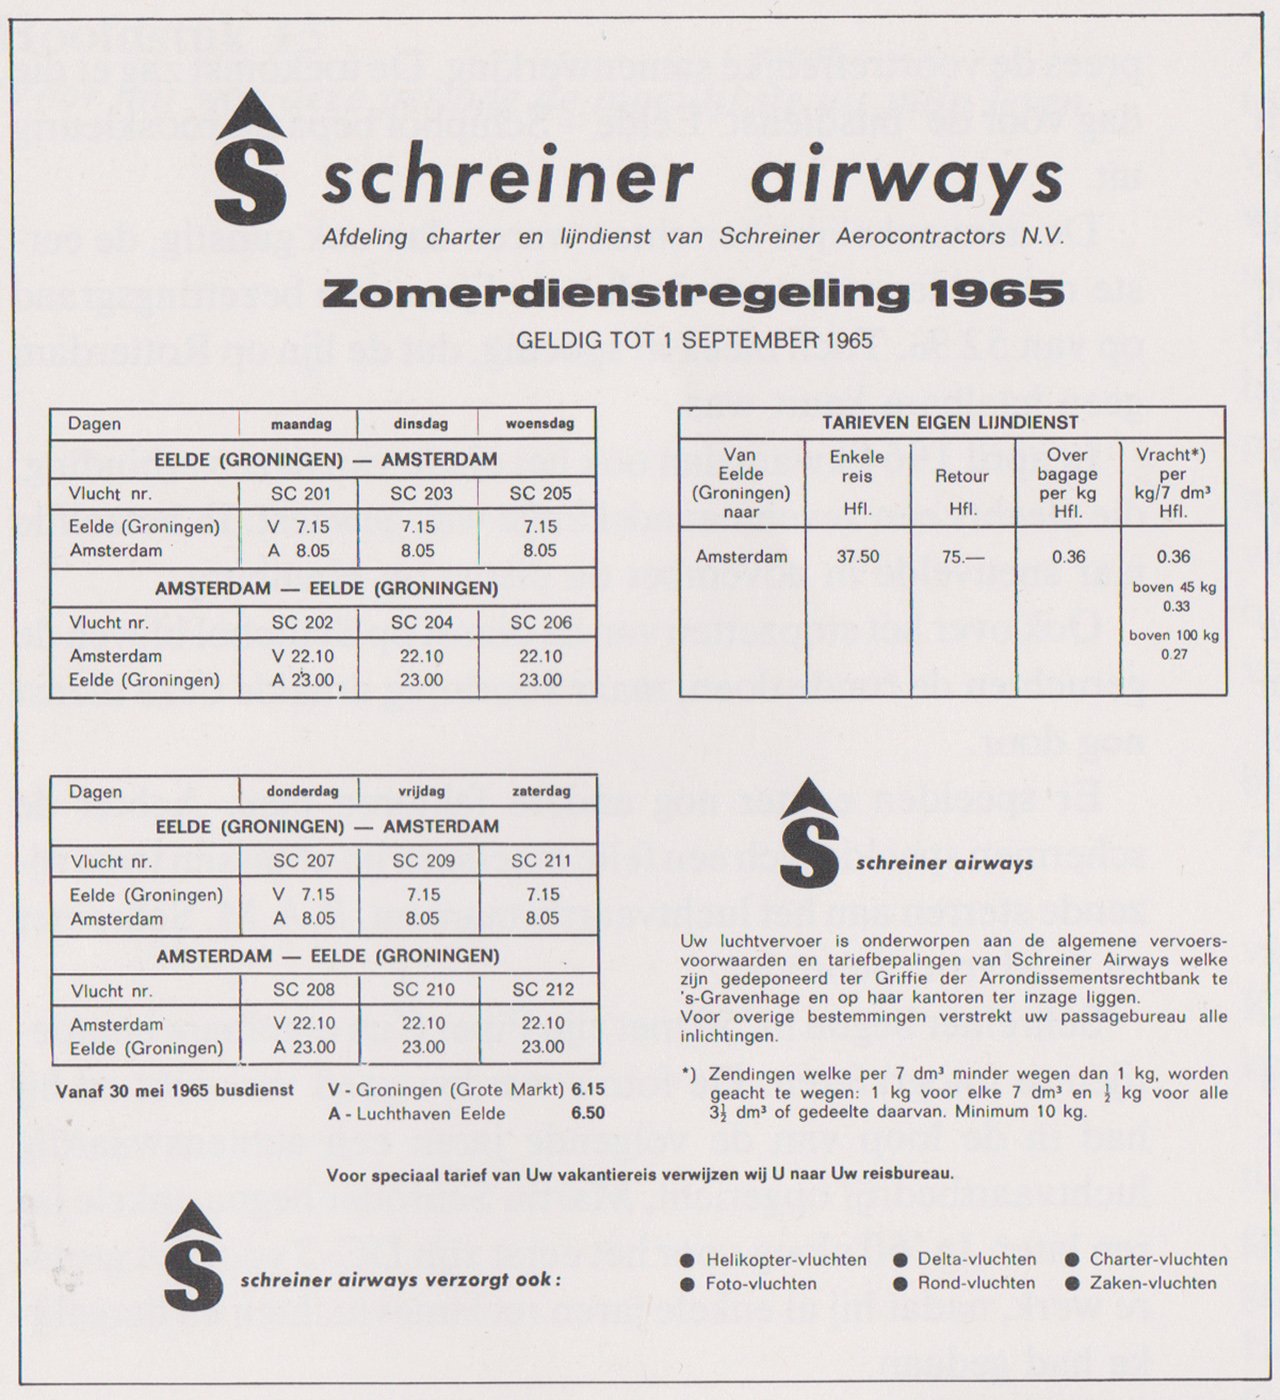 S schreiner airways
Afdeling charter en lijndienst van Schreiner Aerocontractors N.V.
Zomerdienstregeling 1965
GELDIG TOT 1 SEPTEMBER 1965
Dagen maandag dinsdag woensdag
EELDE (GRONINGEN) — AMSTERDAM
Vlucht nr. SC 201 SC 203 SC 205
Eelde (Groningen) V 7.15 7.15 7.15
Amsterdam A 8.05 8.05 8.05
AMSTERDAM — EELDE (GRONINGEN)
Vlucht nr. SC 202 SC 204 SC 206
Amsterdam V 22.10 22.10 22.10
Eelde (Groningen) A 23.00 23.00 23.00
TARIEVEN EIGEN LIJNDIENST
Van
Eelde
(Groningen)
naar
Enkele
reis
Hfl.
Retour
Hfl.
Over
bagage
per kg
Hfl.
Vracht*)
per
kg/7 dm³
Hfl.
Amsterdam 37.50 75.— 0.36 0.36
boven 45 kg
0.33
boven 100 kg
0.27
Dagen donderdag vrijdag zaterdag
EELDE (GRONINGEN) — AMSTERDAM
Vlucht nr. SC 207 SC 209 SC 211
Eelde (Groningen) V 7.15 7.15 7.15
Amsterdam A 8.05 8.05 8.05
AMSTERDAM — EELDE (GRONINGEN)
Vlucht nr. SC 208 SC 210 SC 212
Amsterdam V 22.10 22.10 22.10
Eelde (Groningen) A 23.00 23.00 23.00
Vanaf 30 mei 1965 busdienst V - Groningen (Grote Markt) 6.15
A - Luchthaven Eelde 6.50
S schreiner airways
Uw luchtvervoer is onderworpen aan de algemene vervoers-
voorwaarden en tariefbepalingen van Schreiner Airways welke
zijn gedeponeerd ter Griffie der Arrondissementsrechtbank te
's-Gravenhage en op haar kantoren ter inzage liggen.
Voor overige bestemmingen verstrekt uw passagebureau alle
inlichtingen.
*) Zendingen welke per 7 dm³ minder wegen dan 1 kg, worden
geacht te wegen: 1 kg voor elke 7 dm³ en ½ kg voor alle
3½ dm³ of gedeelte daarvan. Minimum 10 kg.
Voor speciaal tarief van Uw vakantiereis verwijzen wij U naar Uw reisbureau.
S schreiner airways verzorgt ook:
● Helikopter-vluchten ● Delta-vluchten ● Charter-vluchten
● Foto-vluchten ● Rond-vluchten ● Zaken-vluchten